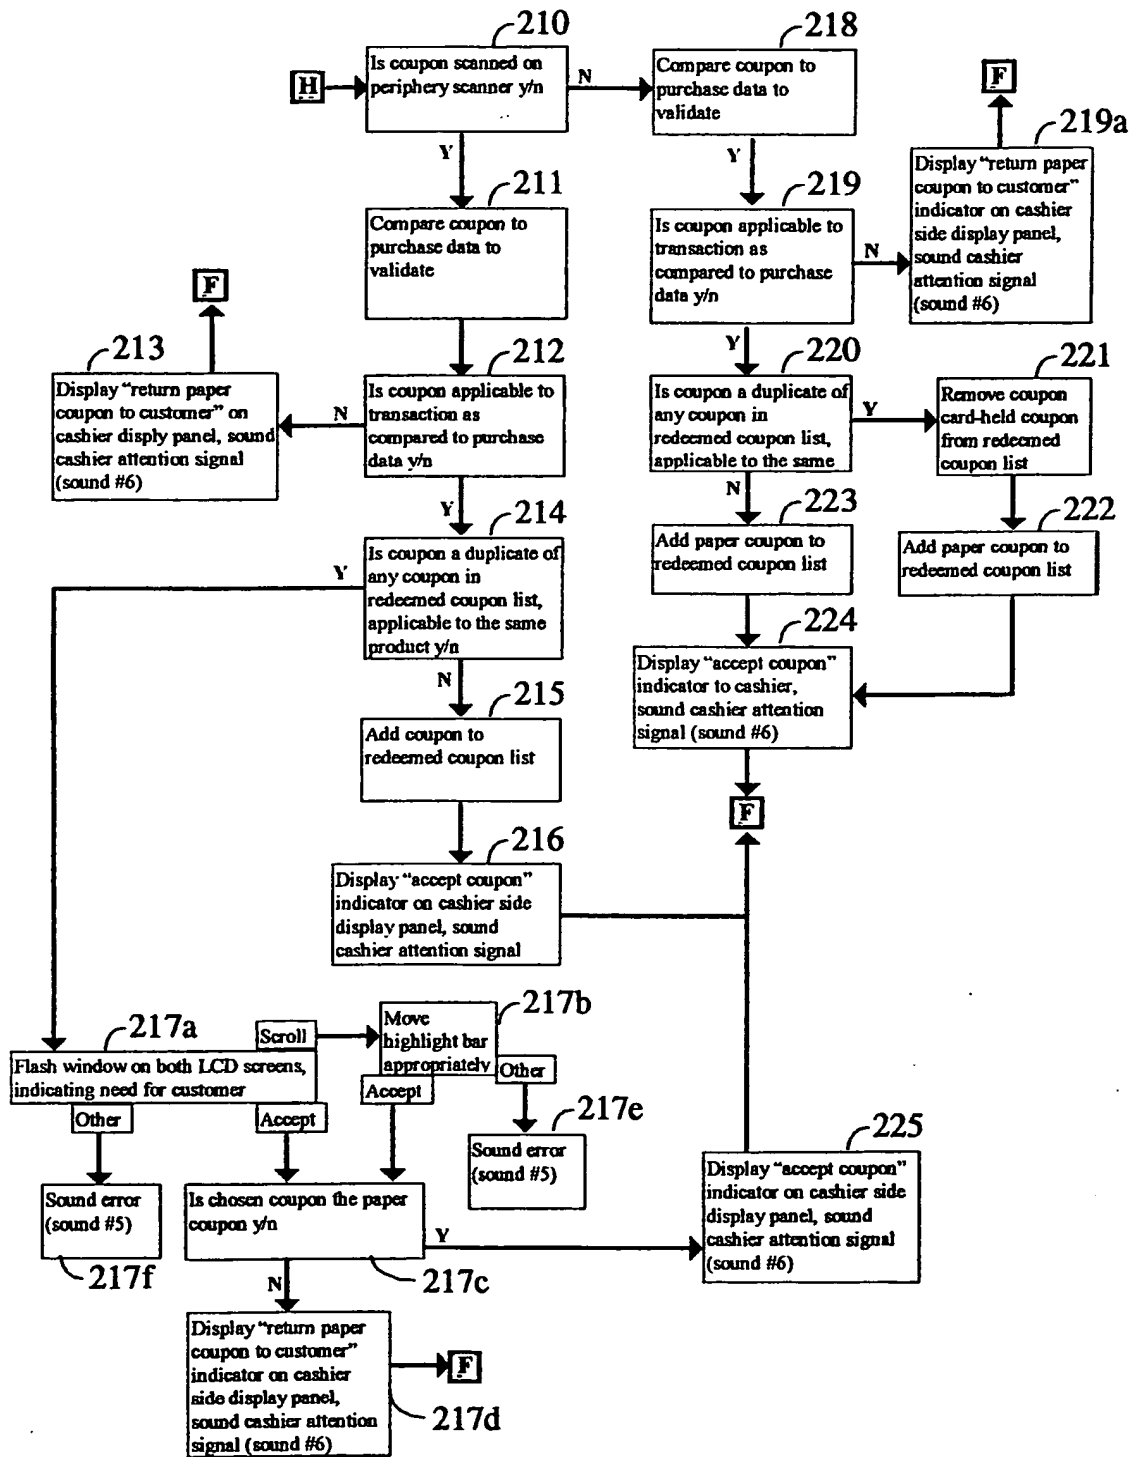 210
Is coupon scanned on
periphery scanner y/n
H
N
Y
218
Compare coupon to
purchase data to
validate
Y
F
219a
Display "return paper
coupon to customer"
indicator on cashier
side display panel,
sound cashier
attention signal
(sound #6)
211
Compare coupon to
purchase data to
validate
219
Is coupon applicable to
transaction as
compared to purchase
data y/n
N
Y
F
213
Display "return paper
coupon to customer" on
cashier disply panel, sound
cashier attention signal
(sound #6)
212
Is coupon applicable to
transaction as
compared to purchase
data y/n
N
Y
220
Is coupon a duplicate of
any coupon in
redeemed coupon list,
applicable to the same
Y
N
221
Remove coupon
card-held coupon
from redeemed
coupon list
214
Is coupon a duplicate of
any coupon in
redeemed coupon list,
applicable to the same
product y/n
Y
N
223
Add paper coupon to
redeemed coupon list
222
Add paper coupon to
redeemed coupon list
224
Display "accept coupon"
indicator to cashier,
sound cashier attention
signal (sound #6)
F
215
Add coupon to
redeemed coupon list
216
Display "accept coupon"
indicator on cashier side
display panel, sound
cashier attention signal
217a
Scroll
Flash window on both LCD screens,
indicating need for customer
Other
Accept
217b
Move
highlight bar
appropriately
Accept
Other
217e
Sound error
(sound #5)
Sound error
(sound #5)
217f
Is chosen coupon the paper
coupon y/n
217c
Y
N
225
Display "accept coupon"
indicator on cashier side
display panel, sound
cashier attention signal
(sound #6)
Display "return paper
coupon to customer"
indicator on cashier
side display panel,
sound cashier attention
signal (sound #6)
217d
F